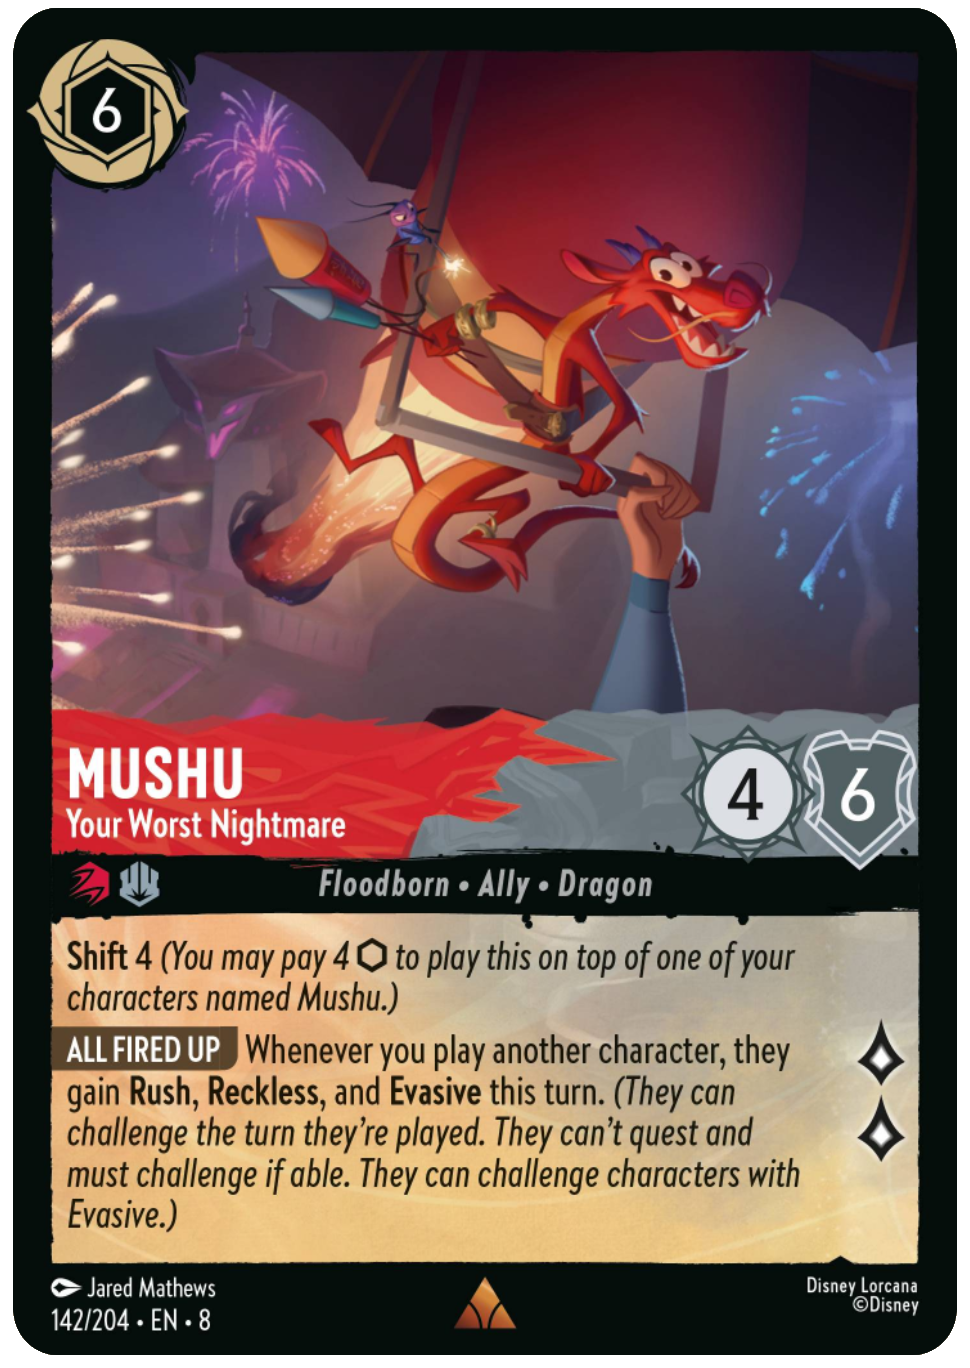 6
MUSHU
Your Worst Nightmare
4
6
Floodborn • Ally • Dragon
Shift 4 (You may pay 4 ⬡ to play this on top of one of your
characters named Mushu.)
ALL FIRED UP Whenever you play another character, they
gain Rush, Reckless, and Evasive this turn. (They can
challenge the turn they're played. They can't quest and
must challenge if able. They can challenge characters with
Evasive.)
Jared Mathews
142/204 • EN • 8
Disney Lorcana
©Disney